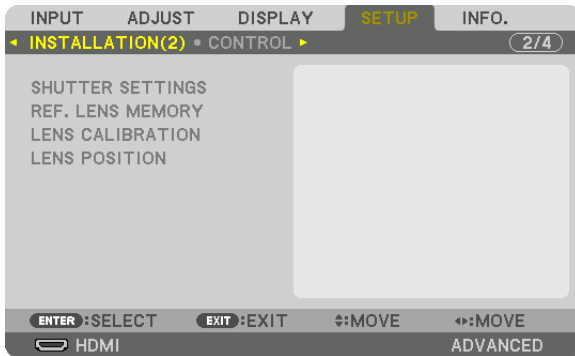 INPUT ADJUST DISPLAY SETUP INFO.
INSTALLATION(2) • CONTROL 2/4
SHUTTER SETTINGS
REF. LENS MEMORY
LENS CALIBRATION
LENS POSITION
ENTER :SELECT EXIT :EXIT :MOVE :MOVE
HDMI ADVANCED